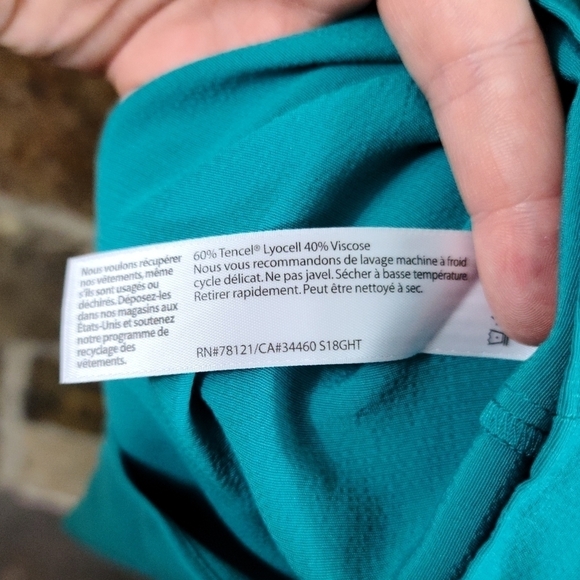 Nous voulons récupérer
nos vêtements, même
s'ils sont usagés ou
déchirés. Déposez-les
dans nos magasins aux
États-Unis et soutenez
notre programme de
recyclage des
vêtements.
60% Tencel® Lyocell 40% Viscose
Nous vous recommandons de lavage machine à froid
cycle délicat. Ne pas javel. Sécher à basse température.
Retirer rapidement. Peut être nettoyé à sec.
RN#78121/CA#34460 S18GHT